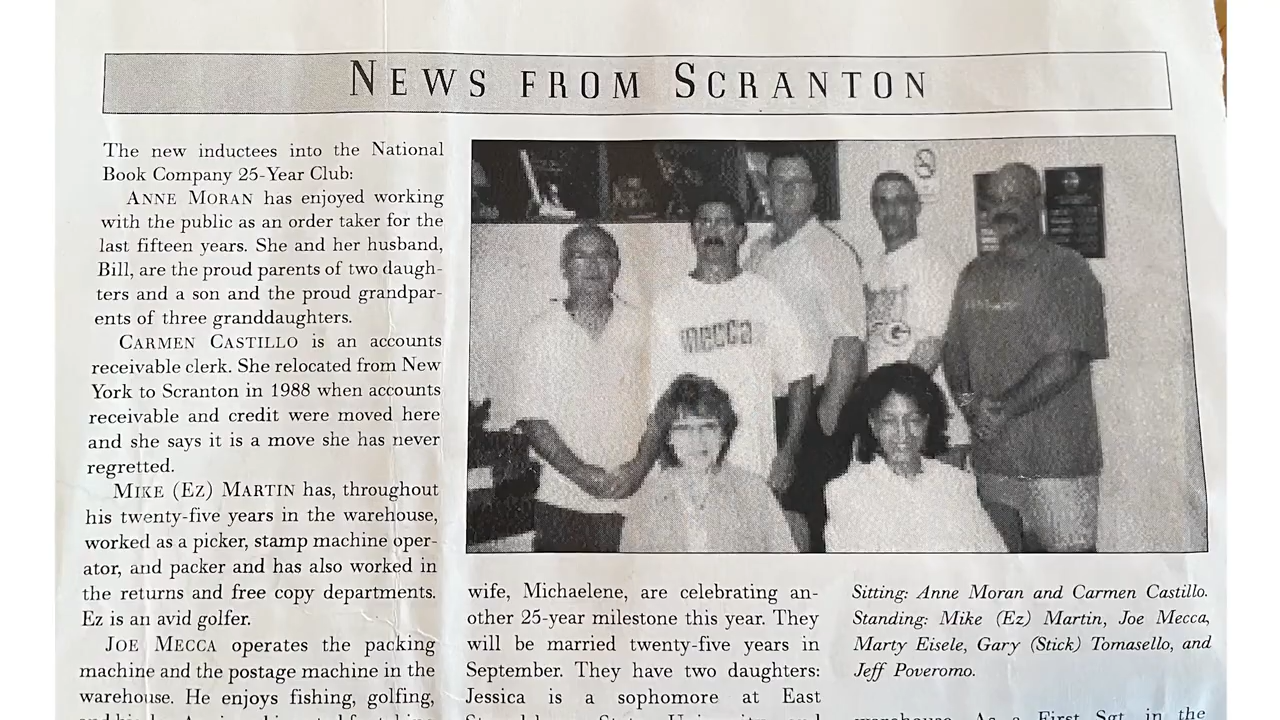 NEWS FROM SCRANTON
The new inductees into the National
Book Company 25-Year Club:
ANNE MORAN has enjoyed working
with the public as an order taker for the
last fifteen years. She and her husband,
Bill, are the proud parents of two daugh-
ters and a son and the proud grandpar-
ents of three granddaughters.
CARMEN CASTILLO is an accounts
receivable clerk. She relocated from New
York to Scranton in 1988 when accounts
receivable and credit were moved here
and she says it is a move she has never
regretted.
MIKE (EZ) MARTIN has, throughout
his twenty-five years in the warehouse,
worked as a picker, stamp machine oper-
ator, and packer and has also worked in
the returns and free copy departments.
Ez is an avid golfer.
JOE MECCA operates the packing
machine and the postage machine in the
warehouse. He enjoys fishing, golfing,
mecca
G
wife, Michaelene, are celebrating an-
other 25-year milestone this year. They
will be married twenty-five years in
September. They have two daughters:
Jessica is a sophomore at East
Sitting: Anne Moran and Carmen Castillo.
Standing: Mike (Ez) Martin, Joe Mecca,
Marty Eisele, Gary (Stick) Tomasello, and
Jeff Poveromo.
warehouse. As a First Sgt. in the